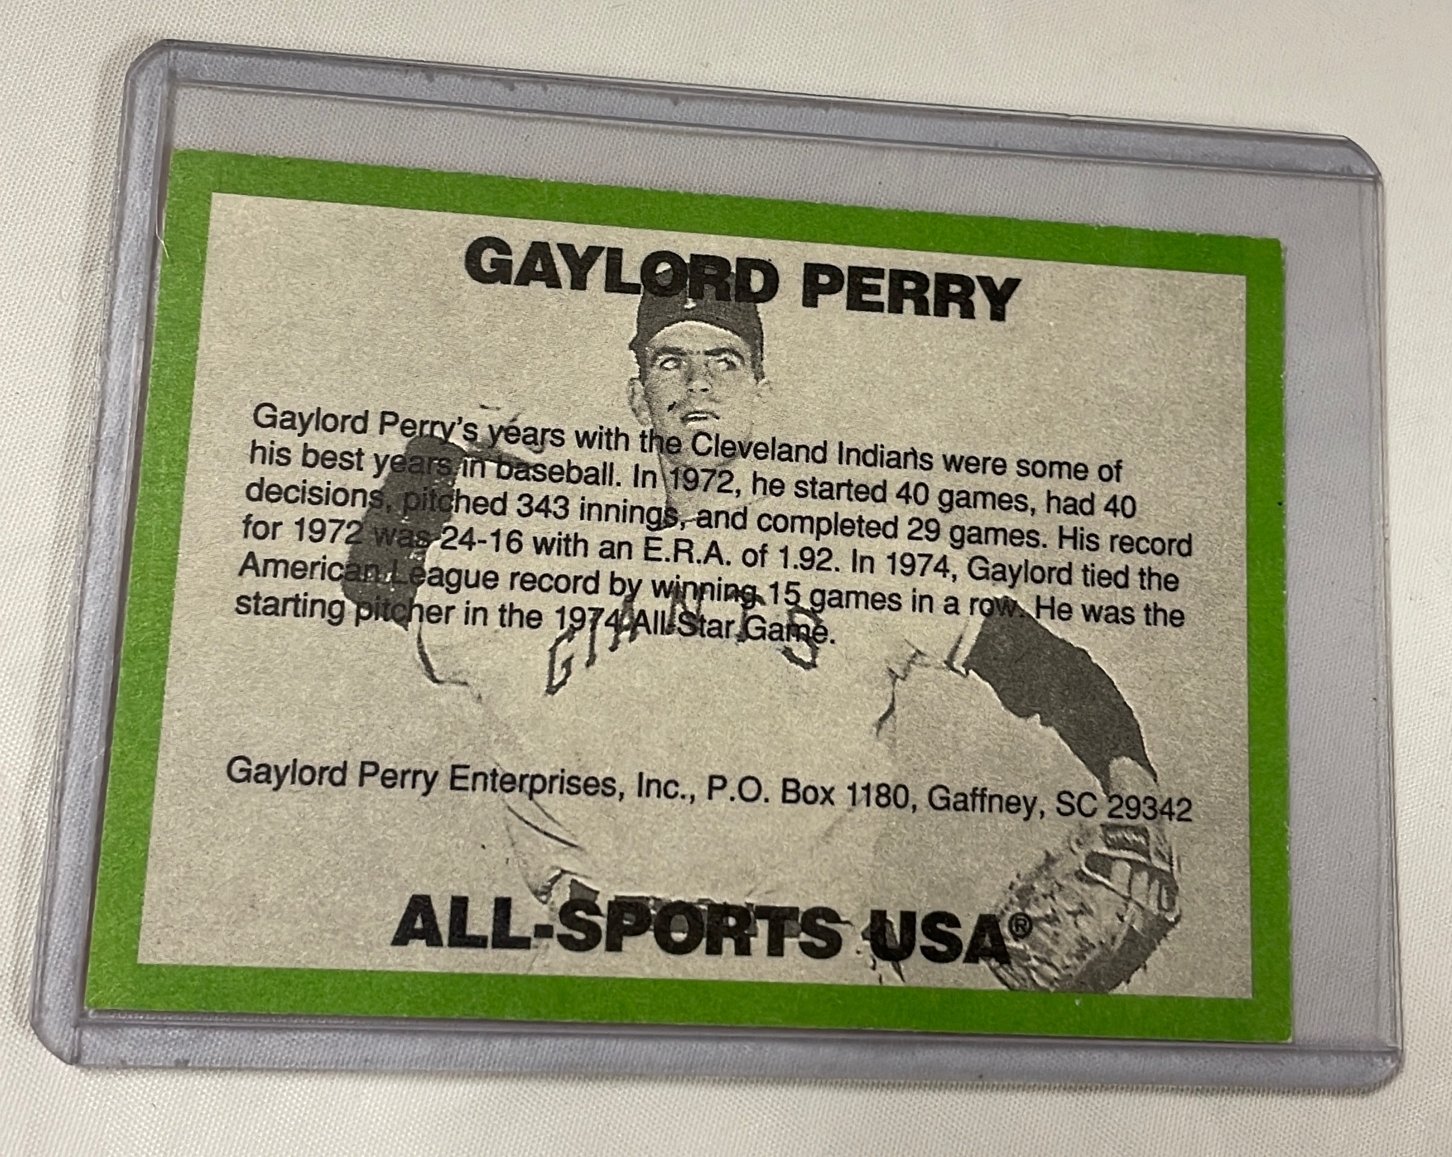 GAYLORD PERRY
Gaylord Perry's years with the Cleveland Indians were some of
his best years in baseball. In 1972, he started 40 games, had 40
decisions, pitched 343 innings, and completed 29 games. His record
for 1972 was 24-16 with an E.R.A. of 1.92. In 1974, Gaylord tied the
American League record by winning 15 games in a row. He was the
starting pitcher in the 1974 All-Star Game.
GIANTS
Gaylord Perry Enterprises, Inc., P.O. Box 1180, Gaffney, SC 29342
ALL-SPORTS USA®